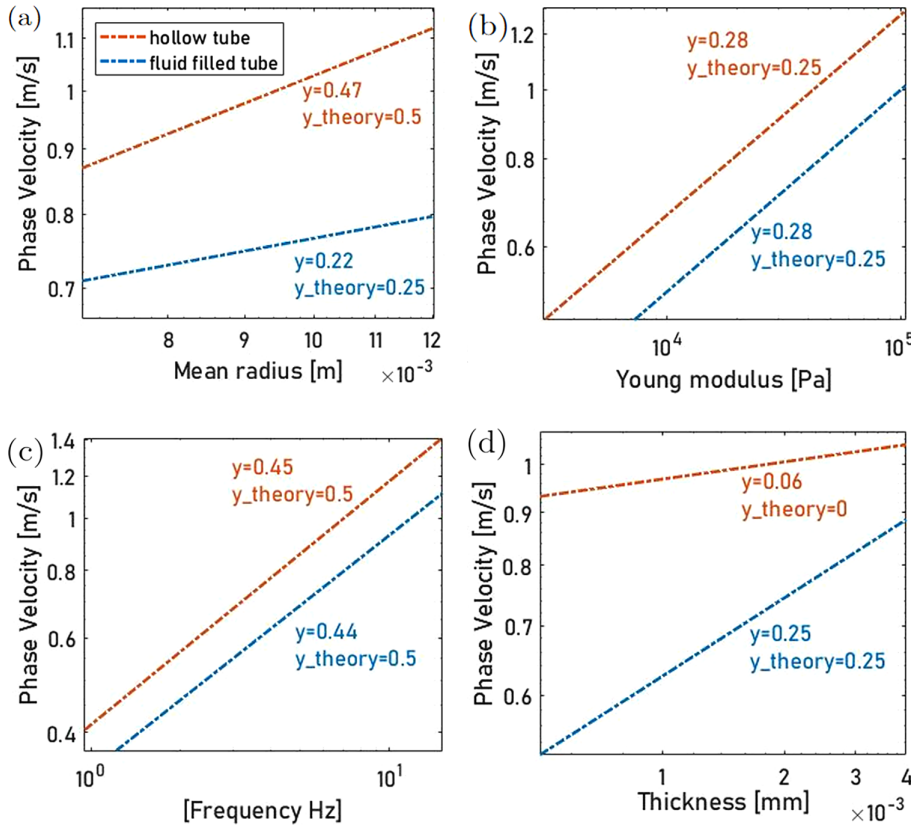 (a)
hollow tube
fluid filled tube
y=0.47
y_theory=0.5
y=0.22
y_theory=0.25
Phase Velocity [m/s]
1.1
1
0.9
0.8
0.7
8 9 10 11 12
Mean radius [m] ×10⁻³
(b)
y=0.28
y_theory=0.25
y=0.28
y_theory=0.25
Phase Velocity [m/s]
1.2
0.8
0.6
10⁴ 10⁵
Young modulus [Pa]
(c)
y=0.45
y_theory=0.5
y=0.44
y_theory=0.5
Phase Velocity [m/s]
1.4
1.2
1
0.8
0.6
0.4
10⁰ 10¹
[Frequency Hz]
(d)
y=0.06
y_theory=0
y=0.25
y_theory=0.25
Phase Velocity [m/s]
1
0.9
0.8
0.7
0.6
1 2 3 4
Thickness [mm] ×10⁻³